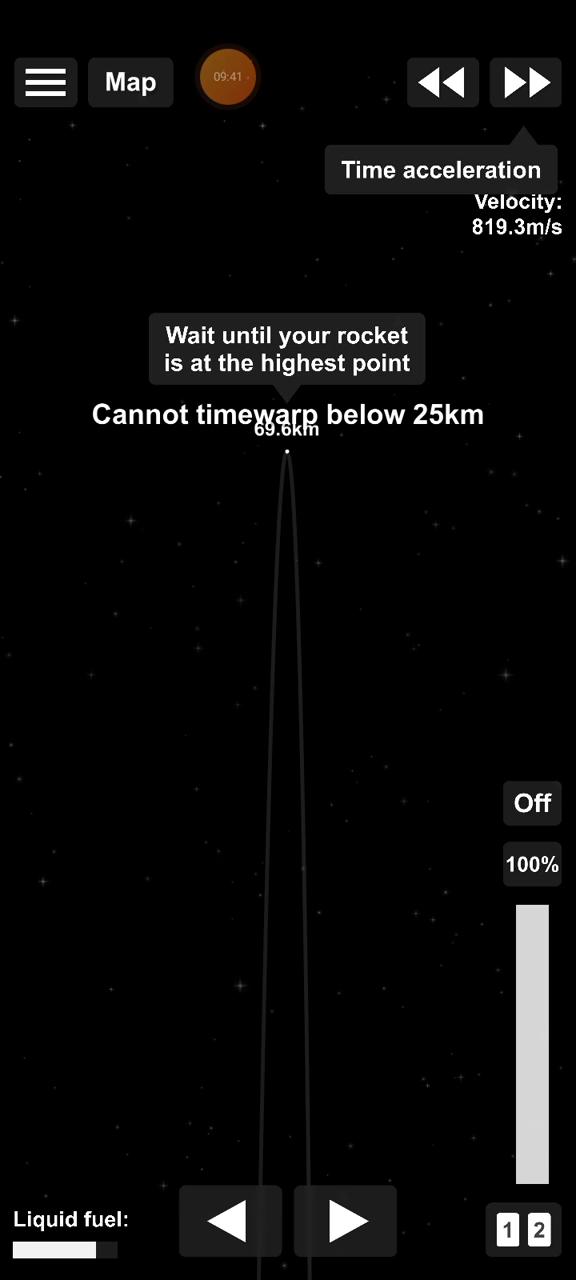 Map
09:41
Time acceleration
Velocity:
819.3m/s
Wait until your rocket
is at the highest point
Cannot timewarp below 25km
69.6km
Off
100%
Liquid fuel:
1 2